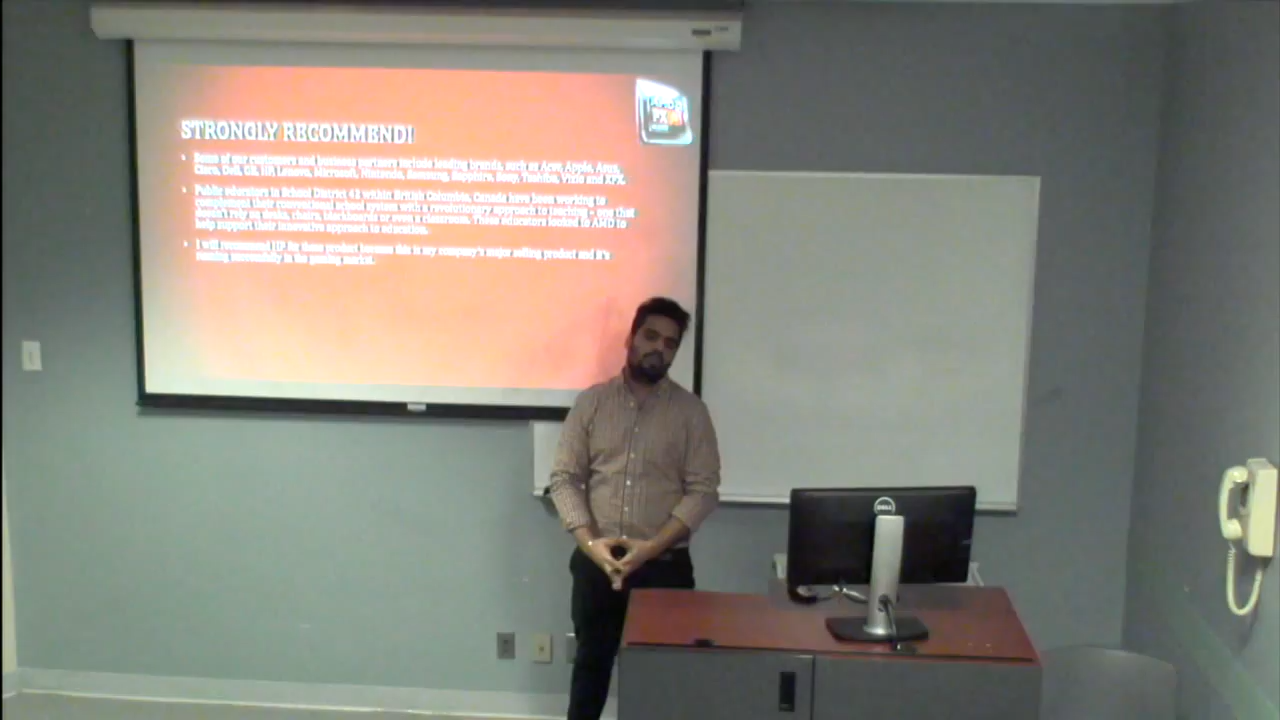 STRONGLY RECOMMEND!
Some of our customers and business partners include leading brands, such as Acer, Apple, Asus,
Cisco, Dell, GE, HP, Lenovo, Microsoft, Nintendo, Samsung, Sapphire, Sony, Toshiba, Vizio and XFX.
Public educators in School District 42 within British Columbia, Canada have been working to
complement their conventional school system with a revolutionary approach to learning – one that
doesn't rely on desks, chairs, blackboards or even a classroom. These educators looked to AMD to
help support their innovative approach to education.
I will recommend HP for these product because this is my company's major selling product and it's
running successfully in the gaming market.
AMD
FX
DELL